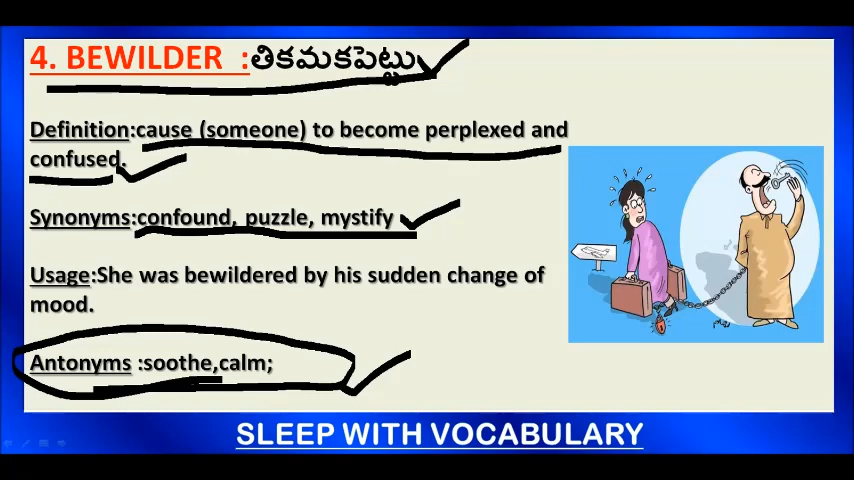 4. BEWILDER :తికమకపెట్టు
Definition:cause (someone) to become perplexed and
confused.
Synonyms:confound, puzzle, mystify
Usage:She was bewildered by his sudden change of
mood.
Antonyms :soothe,calm;
SLEEP WITH VOCABULARY